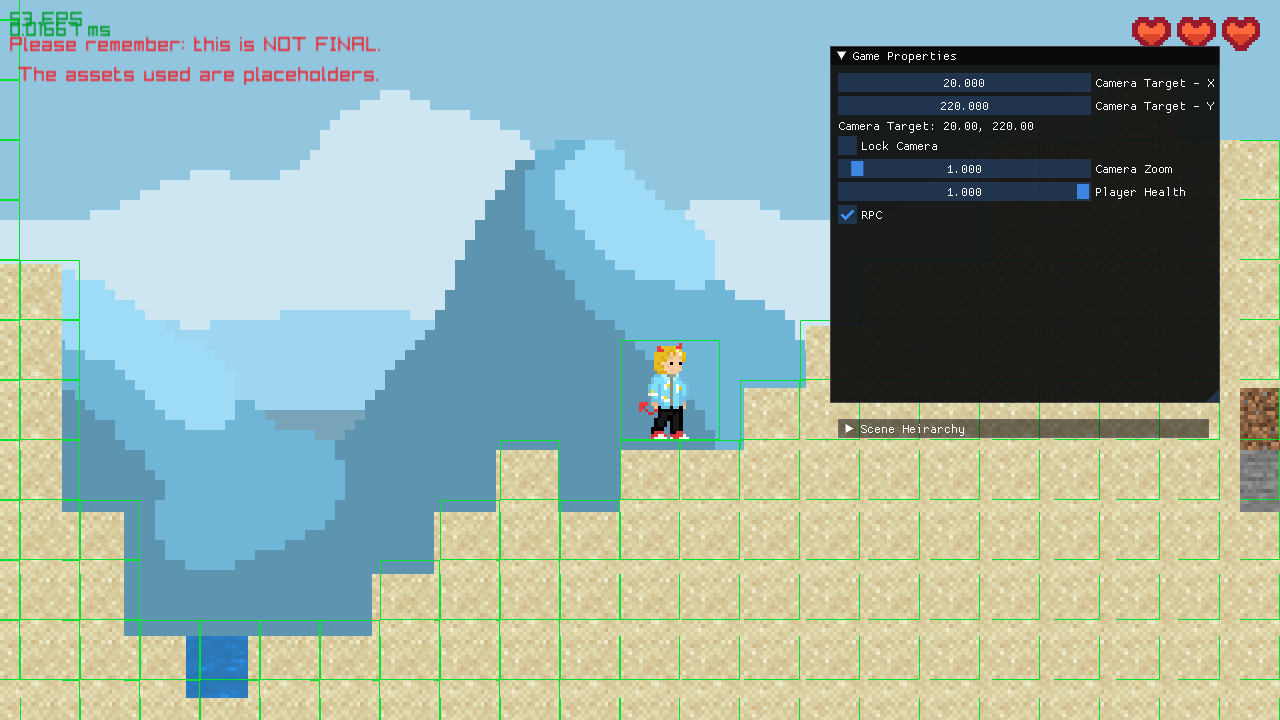 53 FPS
0.01667 ms
Please remember: this is NOT FINAL.
The assets used are placeholders.
Game Properties
20.000 Camera Target - X
220.000 Camera Target - Y
Camera Target: 20.00, 220.00
Lock Camera
1.000 Camera Zoom
1.000 Player Health
RPC
Scene Heirarchy